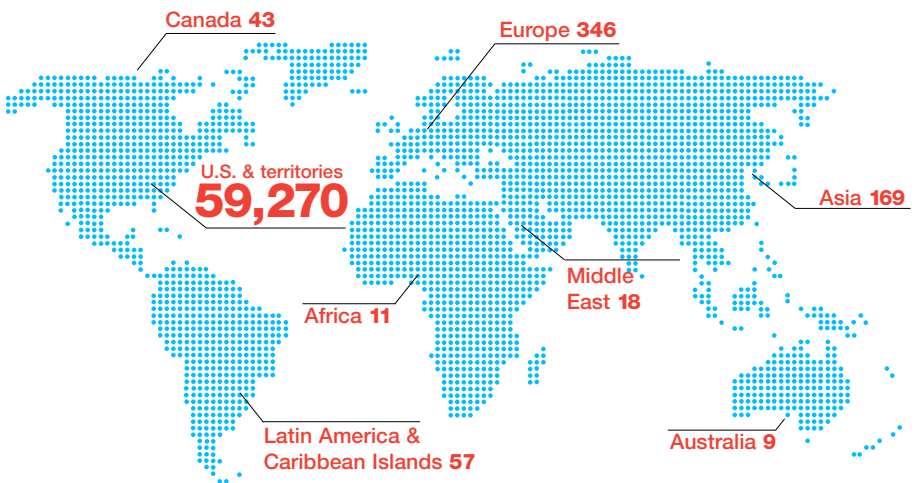 Canada 43
Europe 346
U.S. & territories
59,270
Asia 169
Middle
East 18
Africa 11
Latin America &
Caribbean Islands 57
Australia 9